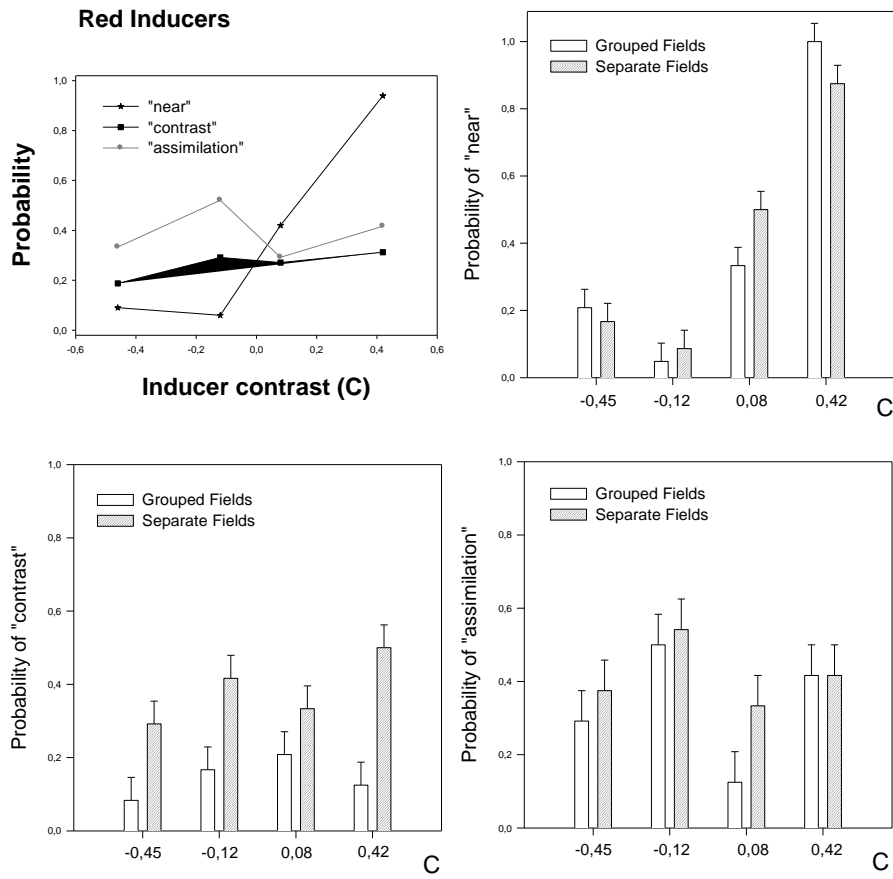 Red Inducers
1,0
0,8
0,6
0,4
0,2
0,0
"near"
"contrast"
"assimilation"
Probability
-0,6 -0,4 -0,2 0,0 0,2 0,4 0,6
Inducer contrast (C)
1,0
0,8
0,6
0,4
0,2
0,0
Grouped Fields
Separate Fields
Probability of "near"
-0,45 -0,12 0,08 0,42
C
1,0
0,8
0,6
0,4
0,2
0,0
Grouped Fields
Separate Fields
Probability of "contrast"
-0,45 -0,12 0,08 0,42
C
1,0
0,8
0,6
0,4
0,2
0,0
Grouped Fields
Separate Fields
Probability of "assimilation"
-0,45 -0,12 0,08 0,42
C